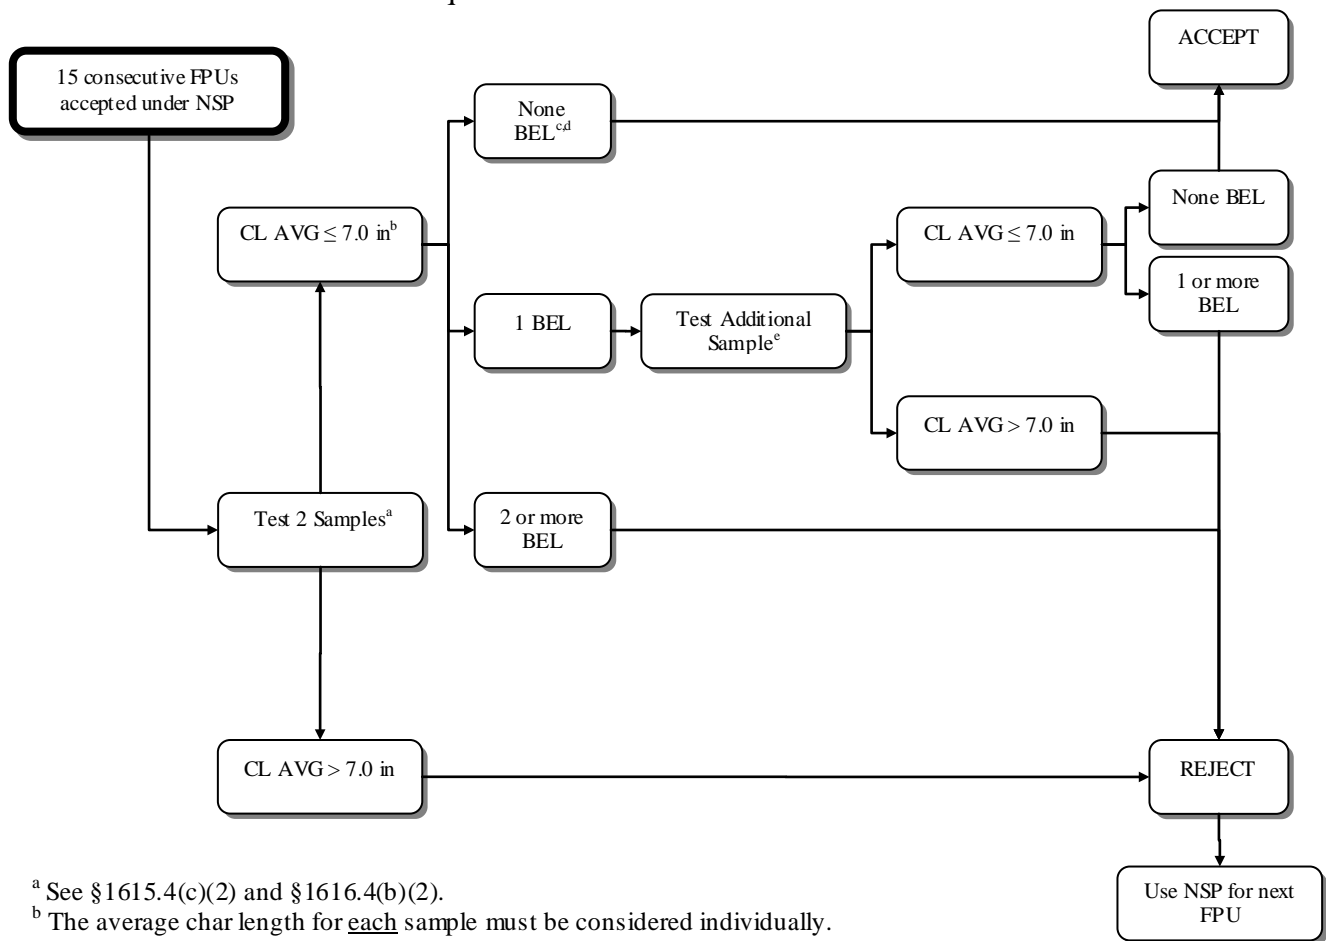 ACCEPT
15 consecutive FPUs
accepted under NSP
None
BELc,d
None BEL
CL AVG ≤ 7.0 inb
CL AVG ≤ 7.0 in
1 or more
BEL
1 BEL
Test Additional
Samplee
CL AVG > 7.0 in
Test 2 Samplesa
2 or more
BEL
CL AVG > 7.0 in
REJECT
Use NSP for next
FPU
a See §1615.4(c)(2) and §1616.4(b)(2).
b The average char length for each sample must be considered individually.